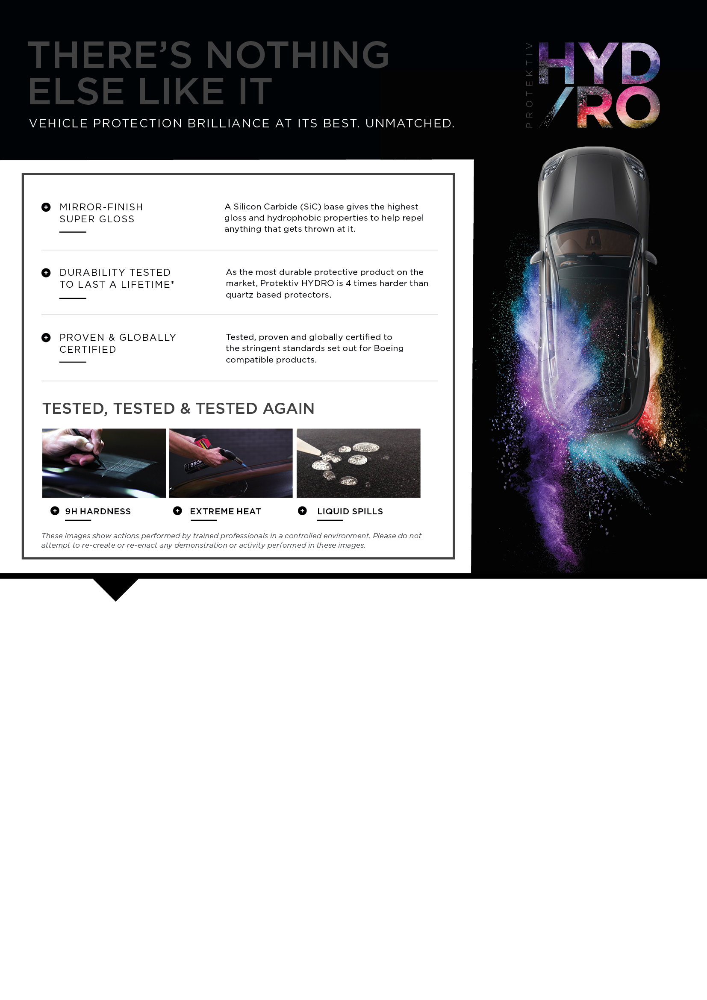 THERE’S NOTHING
ELSE LIKE IT
VEHICLE PROTECTION BRILLIANCE AT ITS BEST. UNMATCHED.
PROTEKTIV
HYD
/RO
MIRROR-FINISH
SUPER GLOSS
A Silicon Carbide (SiC) base gives the highest
gloss and hydrophobic properties to help repel
anything that gets thrown at it.
DURABILITY TESTED
TO LAST A LIFETIME*
As the most durable protective product on the
market, Protektiv HYDRO is 4 times harder than
quartz based protectors.
PROVEN & GLOBALLY
CERTIFIED
Tested, proven and globally certified to
the stringent standards set out for Boeing
compatible products.
TESTED, TESTED & TESTED AGAIN
9H HARDNESS
EXTREME HEAT
LIQUID SPILLS
These images show actions performed by trained professionals in a controlled environment. Please do not
attempt to re-create or re-enact any demonstration or activity performed in these images.